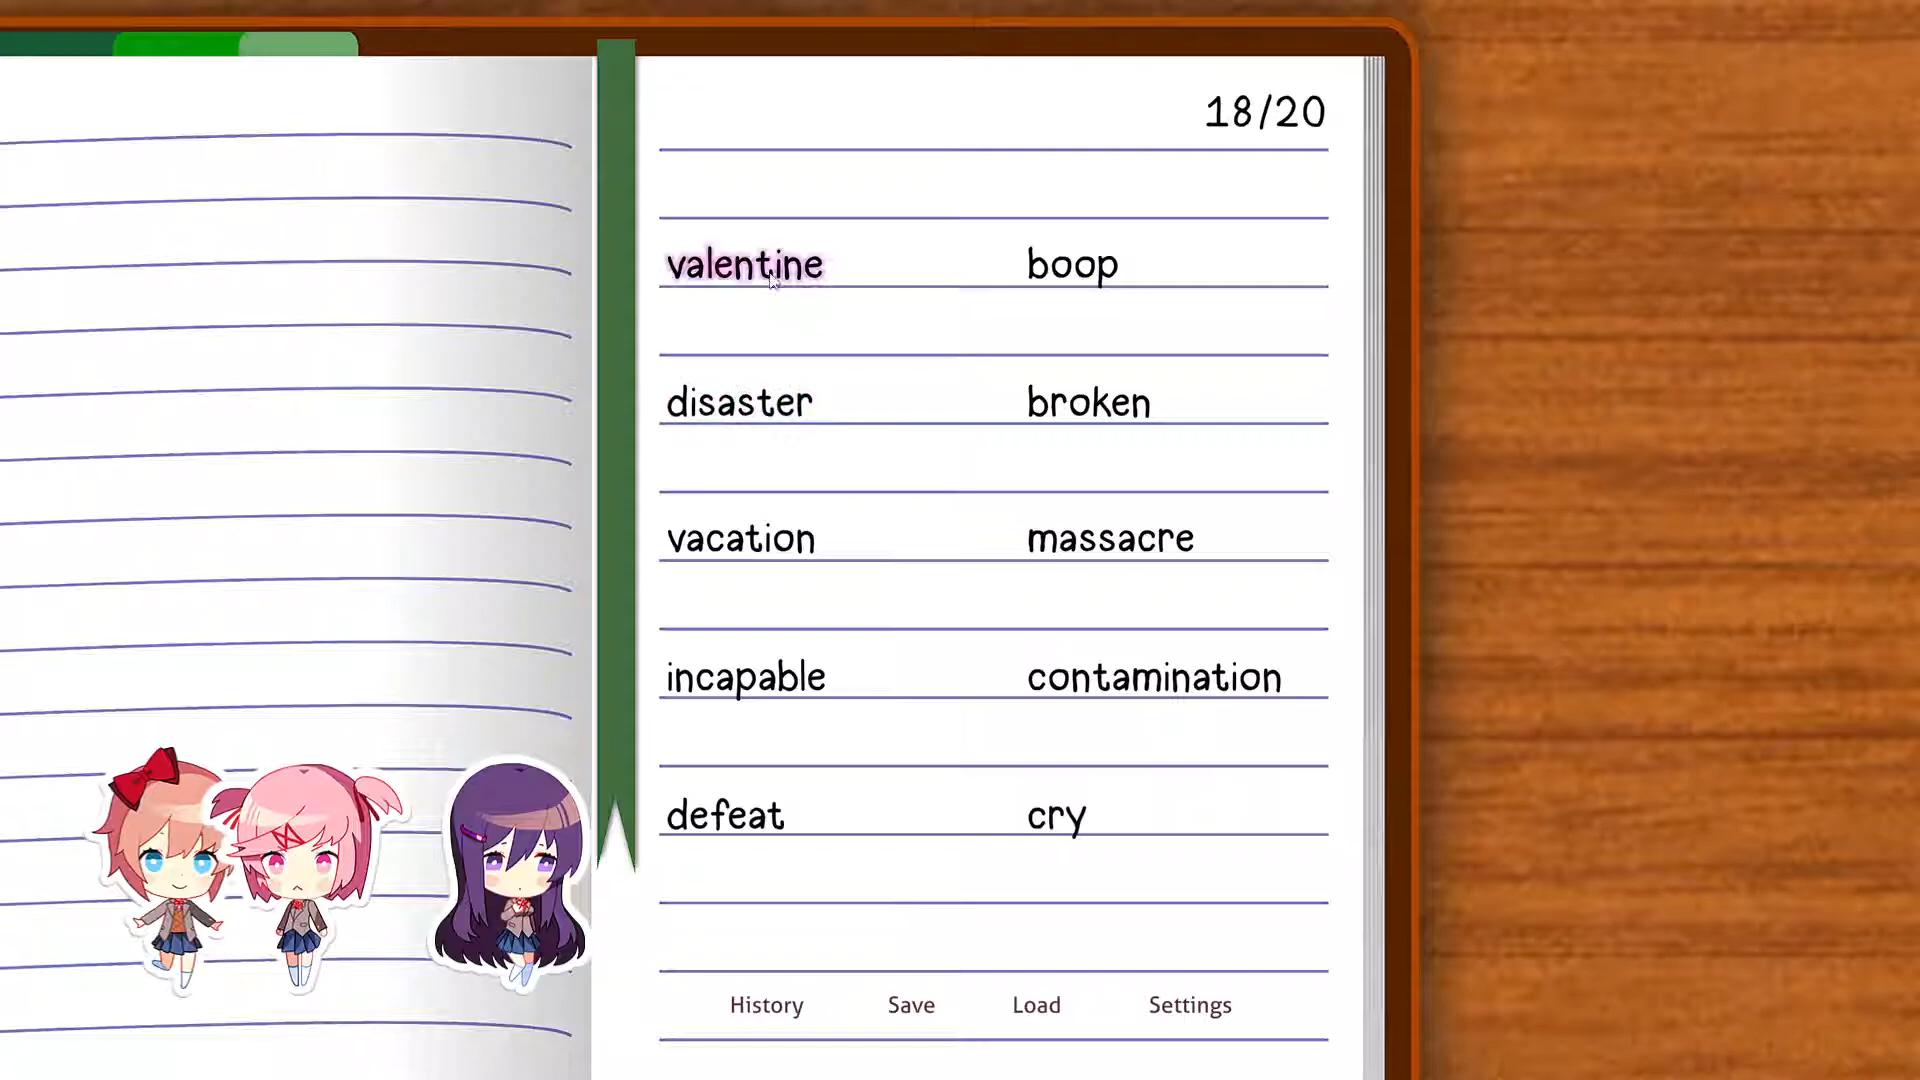 18/20
valentine boop
disaster broken
vacation massacre
incapable contamination
defeat cry
History Save Load Settings